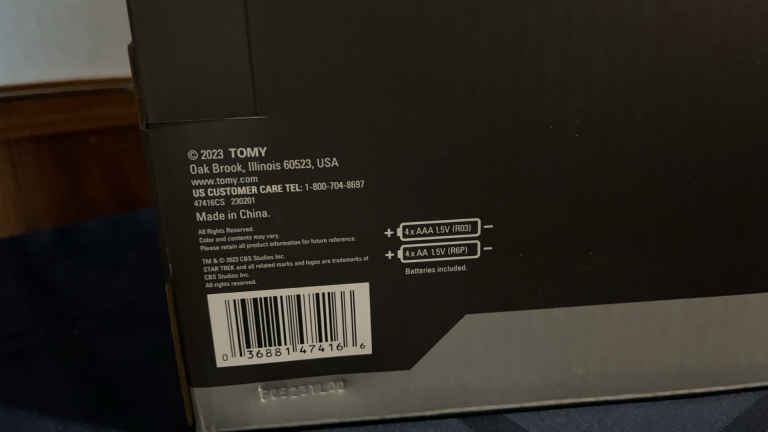 © 2023 TOMY
Oak Brook, Illinois 60523, USA
www.tomy.com
US CUSTOMER CARE TEL: 1-800-704-8697
47416CS 230201
Made in China.
All Rights Reserved.
Color and contents may vary.
Please retain all product information for future reference.
TM & © 2023 CBS Studios Inc.
STAR TREK and all related marks and logos are trademarks of
CBS Studios Inc.
All rights reserved.
+ 4 x AAA 1.5V (R03) −
+ 4 x AA 1.5V (R6P) −
Batteries included.
0 36881 47416 6